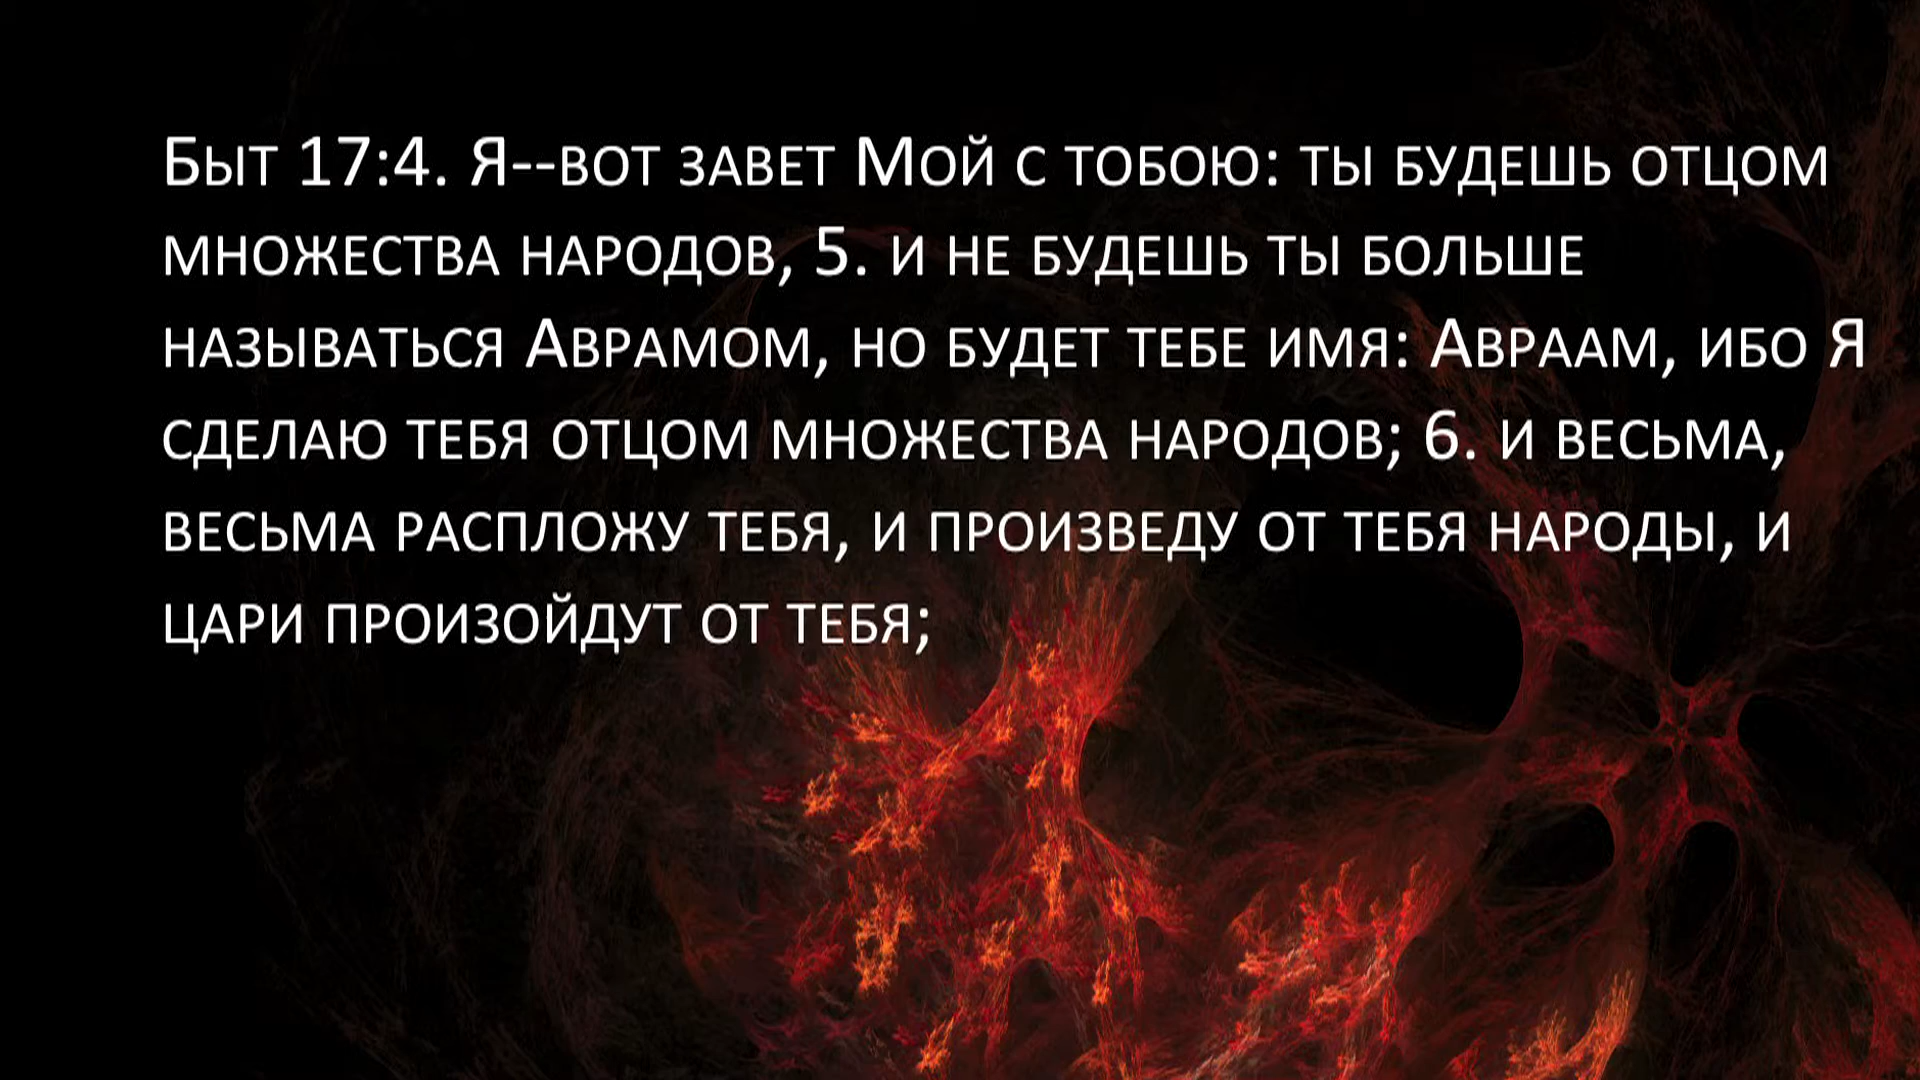 Быт 17:4. Я--вот завет Мой с тобою: ты будешь отцом
множества народов, 5. и не будешь ты больше
называться Аврамом, но будет тебе имя: Авраам, ибо Я
сделаю тебя отцом множества народов; 6. и весьма,
весьма распложу тебя, и произведу от тебя народы, и
цари произойдут от тебя;